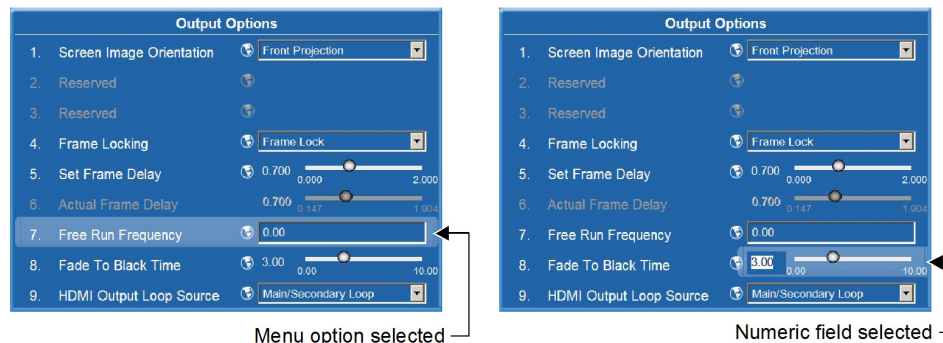 Output Options
1. Screen Image Orientation Front Projection
2. Reserved
3. Reserved
4. Frame Locking Frame Lock
5. Set Frame Delay 0.700 0.000 2.000
6. Actual Frame Delay 0.700 0.147 1.904
7. Free Run Frequency 0.00
8. Fade To Black Time 3.00 0.00 10.00
9. HDMI Output Loop Source Main/Secondary Loop
Menu option selected
Output Options
1. Screen Image Orientation Front Projection
2. Reserved
3. Reserved
4. Frame Locking Frame Lock
5. Set Frame Delay 0.700 0.000 2.000
6. Actual Frame Delay 0.700 0.147 1.904
7. Free Run Frequency 0.00
8. Fade To Black Time 3.00 0.00 10.00
9. HDMI Output Loop Source Main/Secondary Loop
Numeric field selected